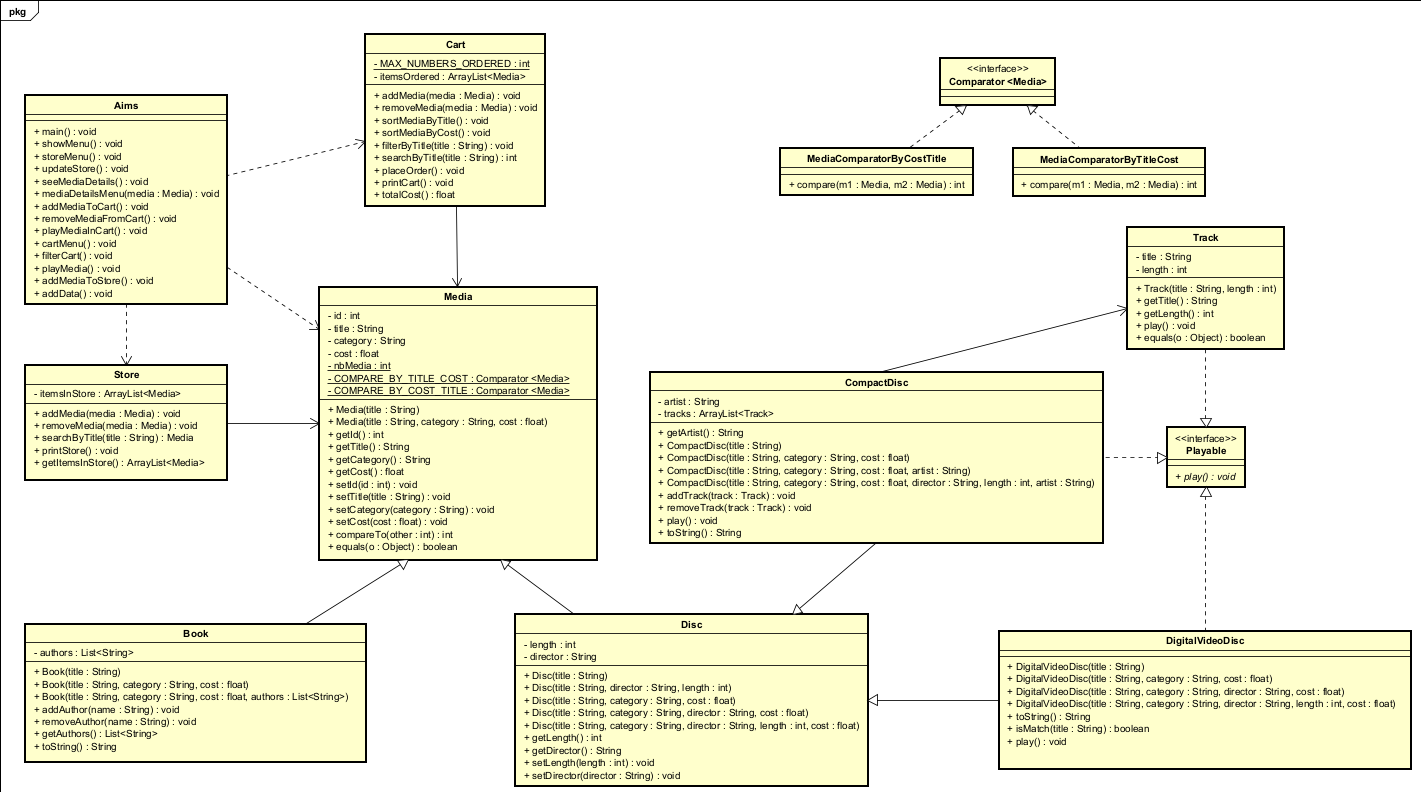 pkg
Cart
- MAX_NUMBERS_ORDERED : int
- itemsOrdered : ArrayList<Media>
+ addMedia(media : Media) : void
+ removeMedia(media : Media) : void
+ sortMediaByTitle() : void
+ sortMediaByCost() : void
+ filterByTitle(title : String) : void
+ searchByTitle(title : String) : int
+ placeOrder() : void
+ printCart() : void
+ totalCost() : float
<<interface>>
Comparator <Media>
Aims
+ main() : void
+ showMenu() : void
+ storeMenu() : void
+ updateStore() : void
+ seeMediaDetails() : void
+ mediaDetailsMenu(media : Media) : void
+ addMediaToCart() : void
+ removeMediaFromCart() : void
+ playMediaInCart() : void
+ cartMenu() : void
+ filterCart() : void
+ playMedia() : void
+ addMediaToStore() : void
+ addData() : void
MediaComparatorByCostTitle
+ compare(m1 : Media, m2 : Media) : int
MediaComparatorByTitleCost
+ compare(m1 : Media, m2 : Media) : int
Track
- title : String
- length : int
+ Track(title : String, length : int)
+ getTitle() : String
+ getLength() : int
+ play() : void
+ equals(o : Object) : boolean
Media
- id : int
- title : String
- category : String
- cost : float
- nbMedia : int
- COMPARE_BY_TITLE_COST : Comparator <Media>
- COMPARE_BY_COST_TITLE : Comparator <Media>
+ Media(title : String)
+ Media(title : String, category : String, cost : float)
+ getId() : int
+ getTitle() : String
+ getCategory() : String
+ getCost() : float
+ setId(id : int) : void
+ setTitle(title : String) : void
+ setCategory(category : String) : void
+ setCost(cost : float) : void
+ compareTo(other : int) : int
+ equals(o : Object) : boolean
Store
- itemsInStore : ArrayList<Media>
+ addMedia(media : Media) : void
+ removeMedia(media : Media) : void
+ searchByTitle(title : String) : Media
+ printStore() : void
+ getItemsInStore() : ArrayList<Media>
CompactDisc
- artist : String
- tracks : ArrayList<Track>
+ getArtist() : String
+ CompactDisc(title : String)
+ CompactDisc(title : String, category : String, cost : float)
+ CompactDisc(title : String, category : String, cost : float, artist : String)
+ CompactDisc(title : String, category : String, cost : float, director : String, length : int, artist : String)
+ addTrack(track : Track) : void
+ removeTrack(track : Track) : void
+ play() : void
+ toString() : String
<<interface>>
Playable
+ play() : void
Book
- authors : List<String>
+ Book(title : String)
+ Book(title : String, category : String, cost : float)
+ Book(title : String, category : String, cost : float, authors : List<String>)
+ addAuthor(name : String) : void
+ removeAuthor(name : String) : void
+ getAuthors() : List<String>
+ toString() : String
Disc
- length : int
- director : String
+ Disc(title : String)
+ Disc(title : String, director : String, length : int)
+ Disc(title : String, category : String, cost : float)
+ Disc(title : String, category : String, director : String, cost : float)
+ Disc(title : String, category : String, director : String, length : int, cost : float)
+ getLength() : int
+ getDirector() : String
+ setLength(length : int) : void
+ setDirector(director : String) : void
DigitalVideoDisc
+ DigitalVideoDisc(title : String)
+ DigitalVideoDisc(title : String, category : String, cost : float)
+ DigitalVideoDisc(title : String, category : String, director : String, cost : float)
+ DigitalVideoDisc(title : String, category : String, director : String, length : int, cost : float)
+ toString() : String
+ isMatch(title : String) : boolean
+ play() : void